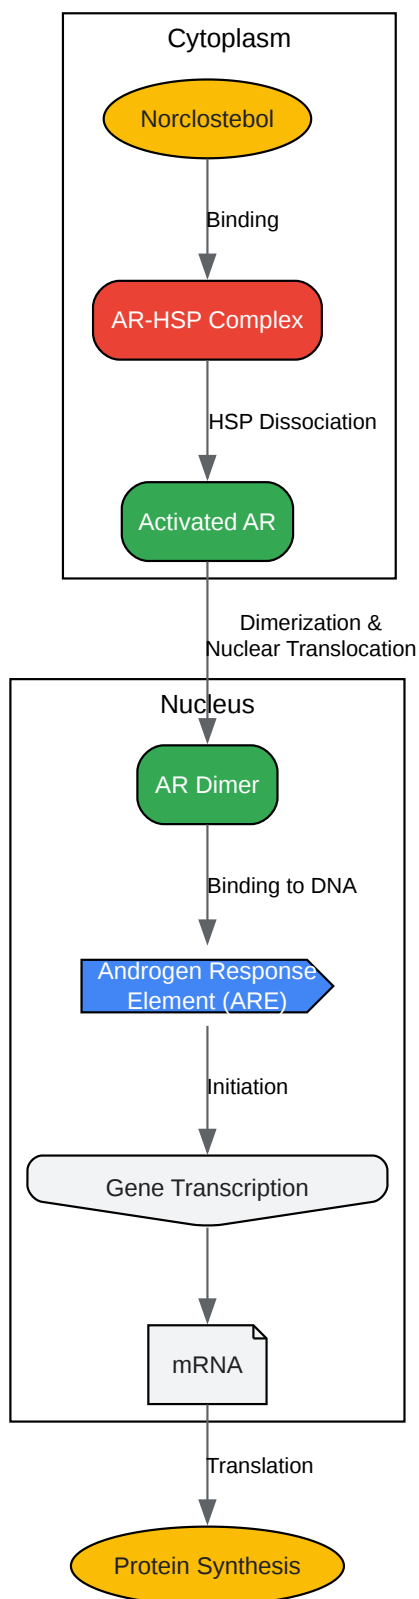 Cytoplasm
Norclostebol
Binding
AR-HSP Complex
HSP Dissociation
Activated AR
Dimerization &
Nuclear Translocation
Nucleus
AR Dimer
Binding to DNA
Androgen Response
Element (ARE)
Initiation
Gene Transcription
mRNA
Translation
Protein Synthesis